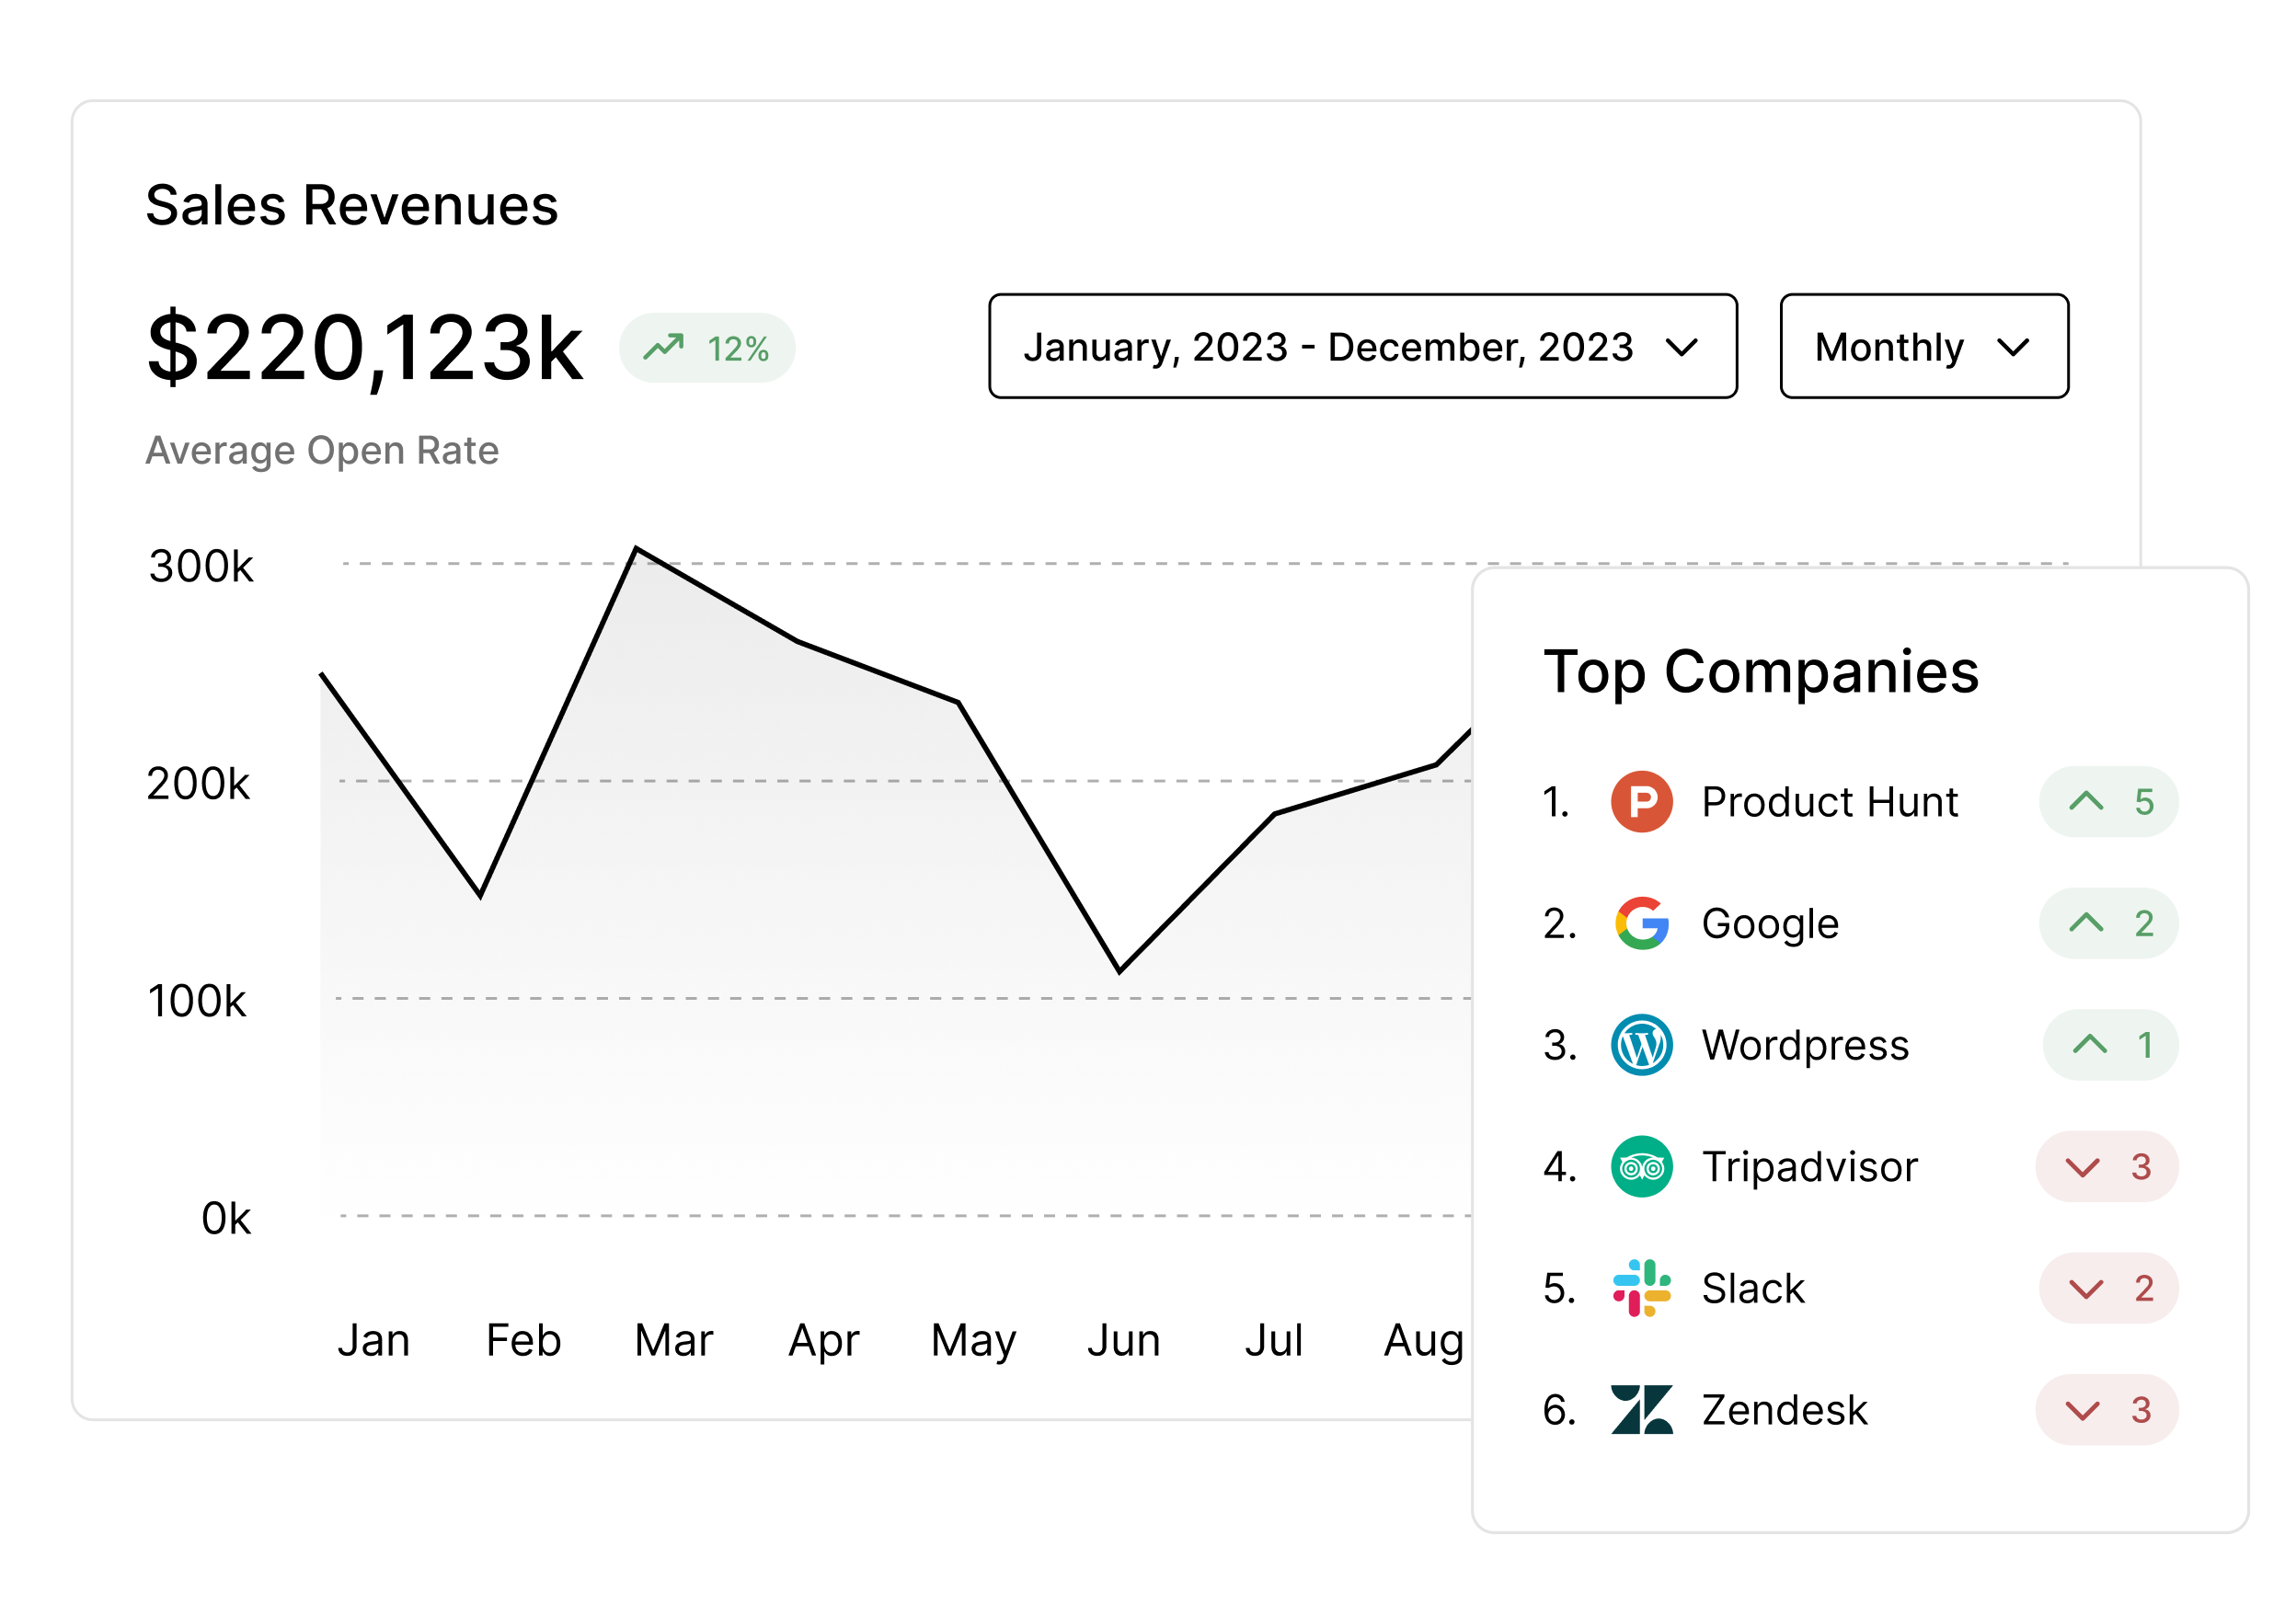 Sales Revenues
$220,123k 12%
January, 2023 - December, 2023 Monthly
Average Open Rate
300k
200k
100k
0k
Jan Feb Mar Apr May Jun Jul Aug
Top Companies
1. Product Hunt 5
2. Google 2
3. Wordpress 1
4. Tripadvisor 3
5. Slack 2
6. Zendesk 3